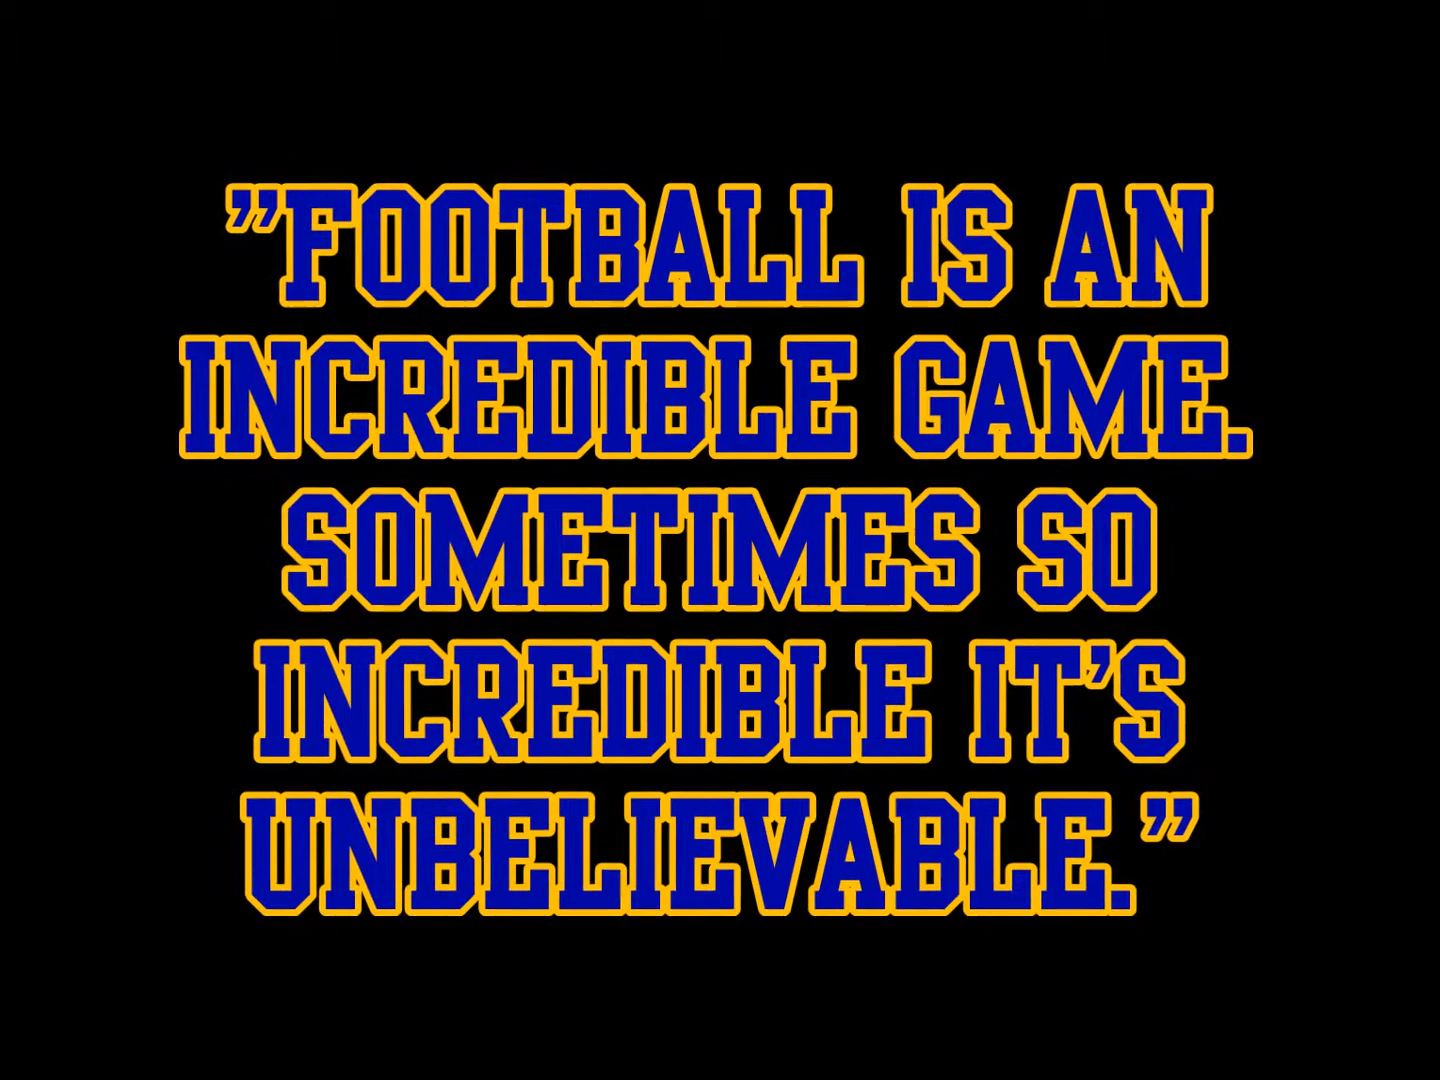 ”FOOTBALL IS AN
INCREDIBLE GAME.
SOMETIMES SO
INCREDIBLE IT’S
UNBELIEVABLE.”